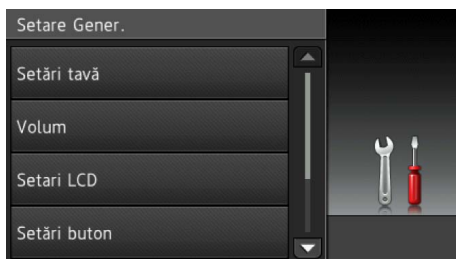 Setare Gener.
Setări tavă
Volum
Setari LCD
Setări buton